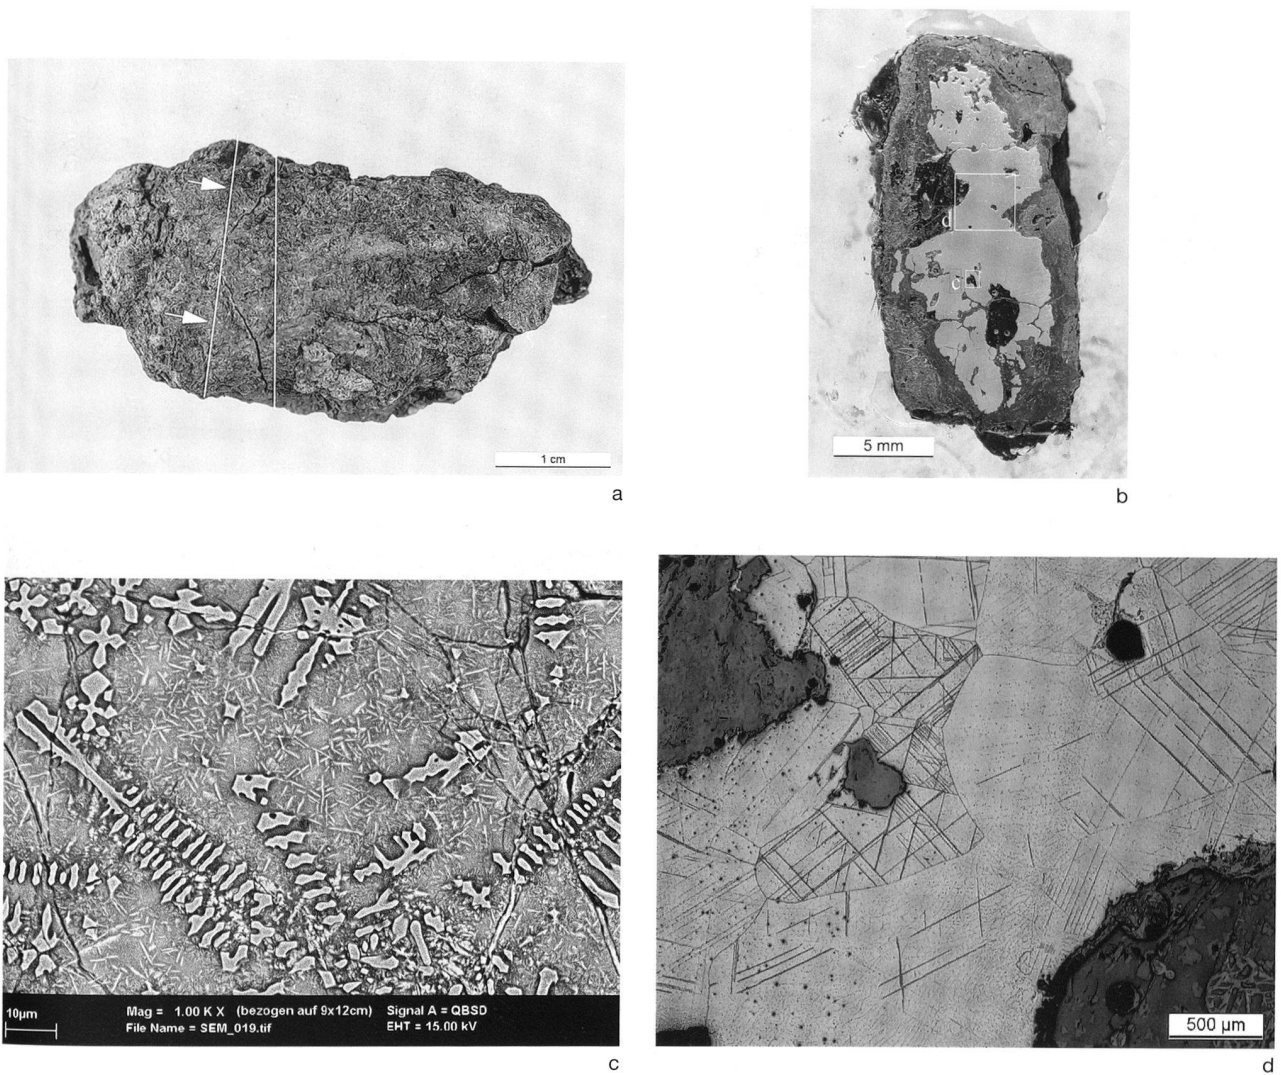 1 cm
a
d
c
5 mm
b
10µm
Mag = 1.00 K X (bezogen auf 9x12cm) Signal A = QBSD
File Name = SEM_019.tif EHT = 15.00 kV
c
500 µm
d